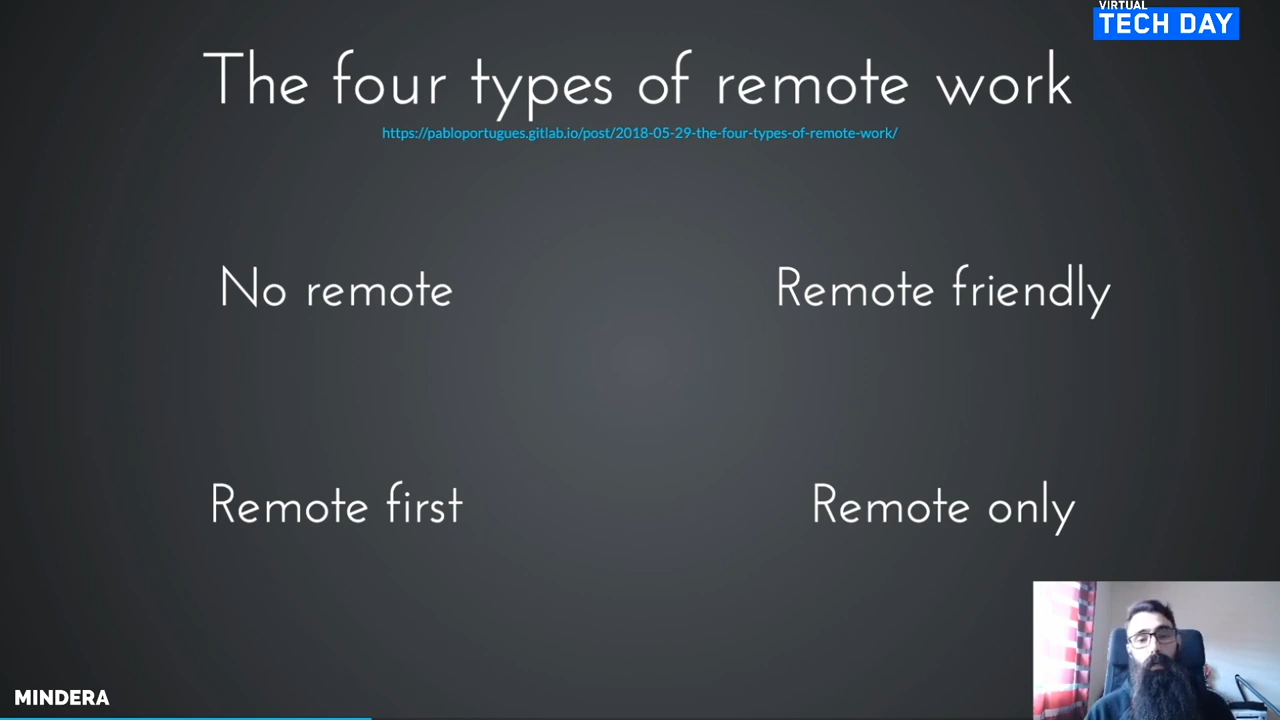 VIRTUAL
TECH DAY
The four types of remote work
https://pabloportugues.gitlab.io/post/2018-05-29-the-four-types-of-remote-work/
No remote
Remote friendly
Remote first
Remote only
MINDERA